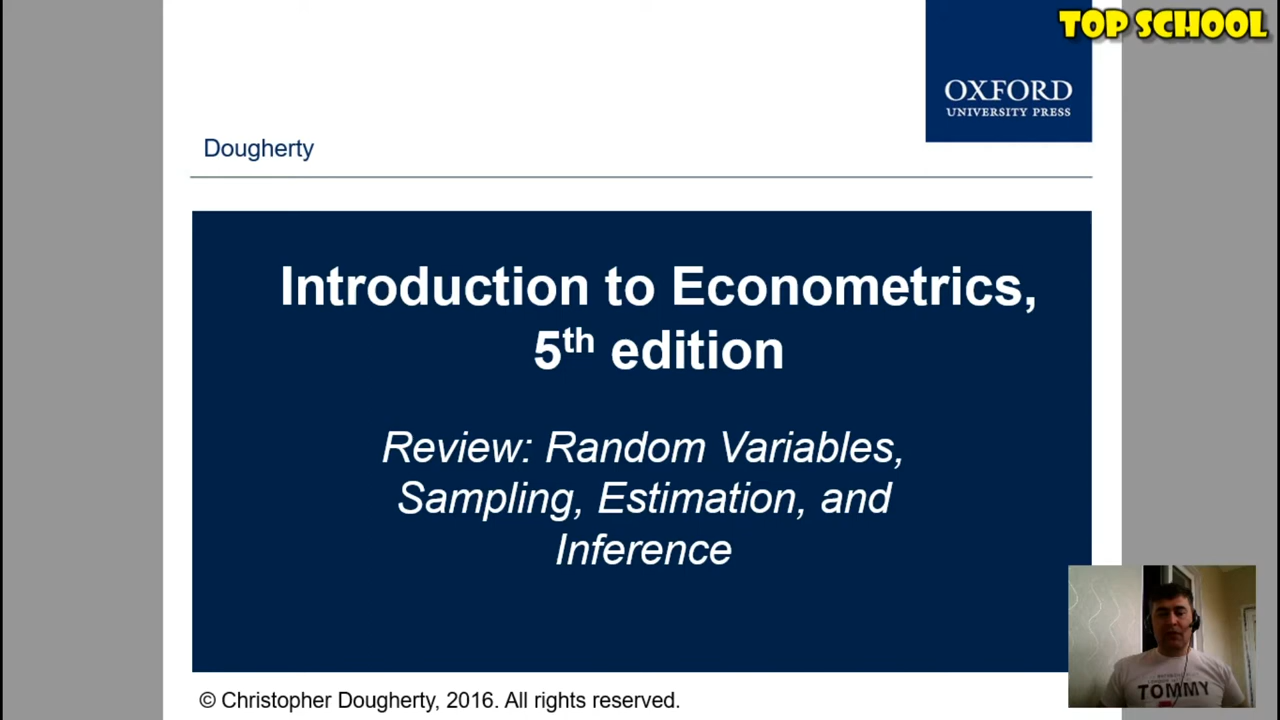 TOP SCHOOL
OXFORD
UNIVERSITY PRESS
Dougherty
Introduction to Econometrics,
5th edition
Review: Random Variables,
Sampling, Estimation, and
Inference
TOMMY
© Christopher Dougherty, 2016. All rights reserved.